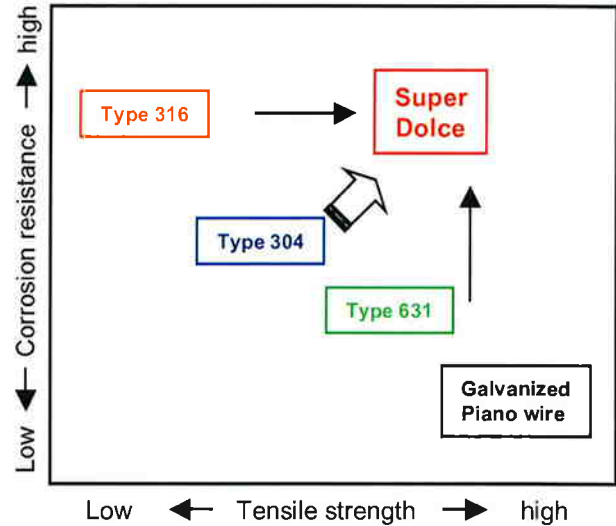 high
Corrosion resistance
Low
Type 316
Super
Dolce
Type 304
Type 631
Galvanized
Piano wire
Low
Tensile strength
high